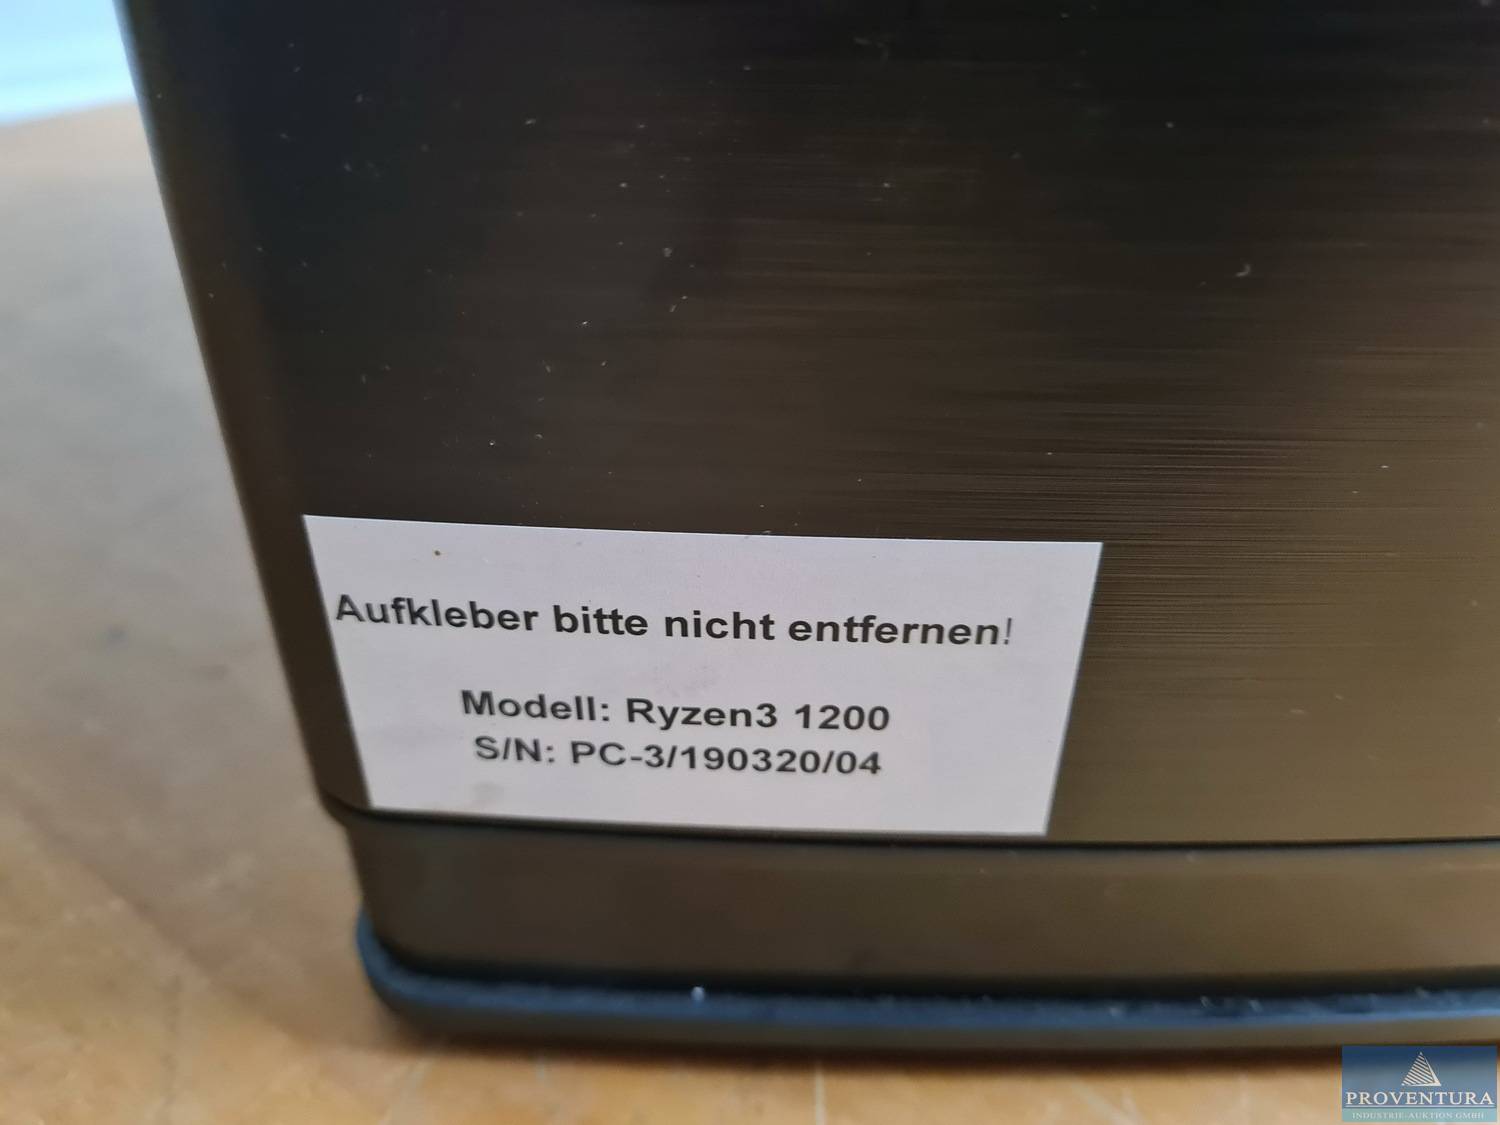 Aufkleber bitte nicht entfernen!
Modell: Ryzen3 1200
S/N: PC-3/190320/04
PROVENTURA
INDUSTRIE-AUKTION GMBH